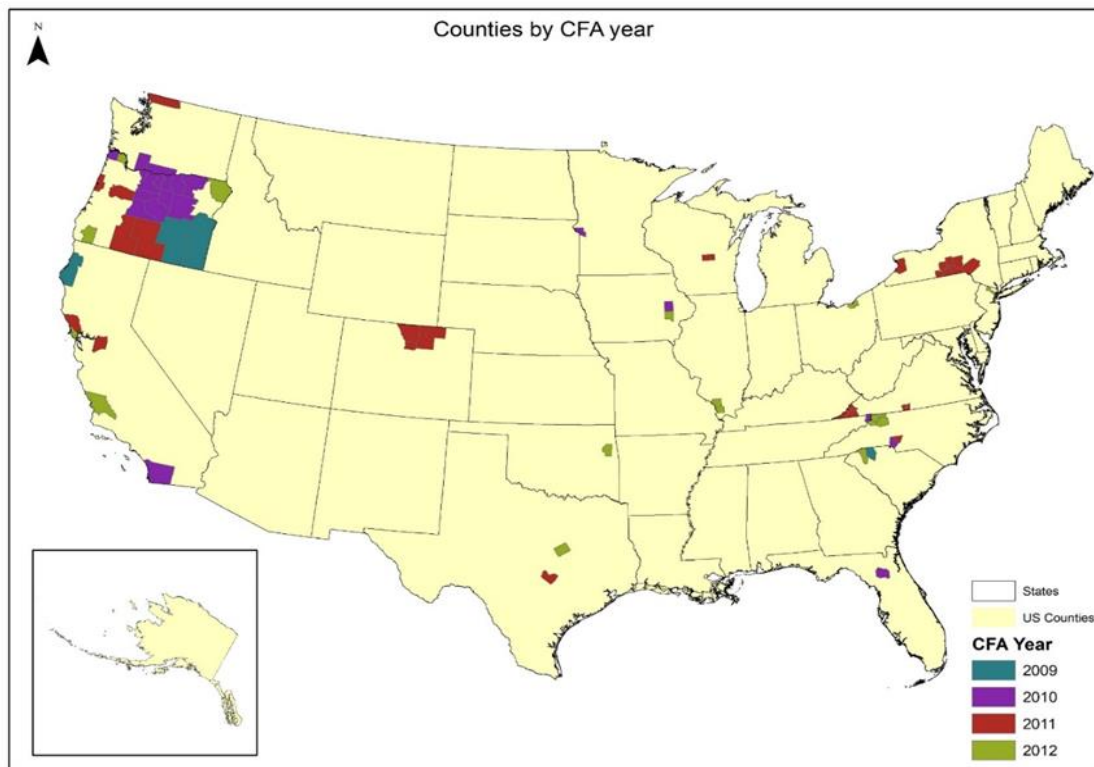 Counties by CFA year
N
States
US Counties
CFA Year
2009
2010
2011
2012